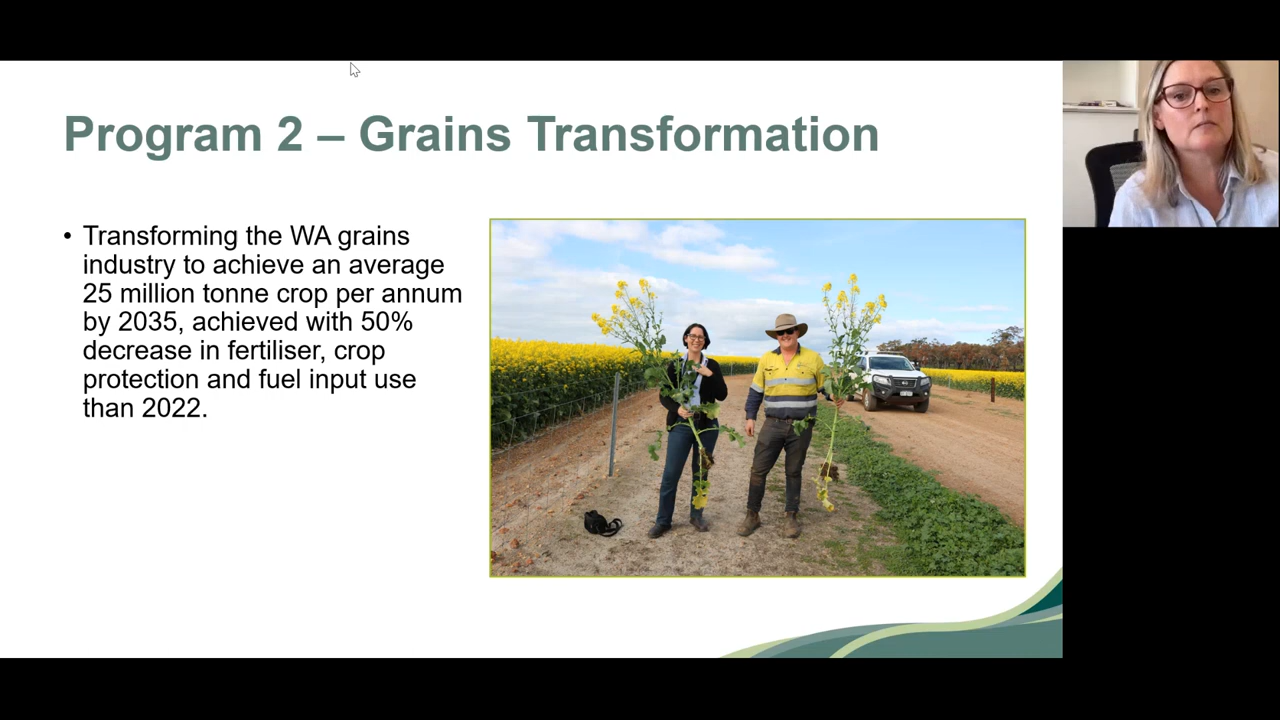 Program 2 – Grains Transformation
• Transforming the WA grains
industry to achieve an average
25 million tonne crop per annum
by 2035, achieved with 50%
decrease in fertiliser, crop
protection and fuel input use
than 2022.